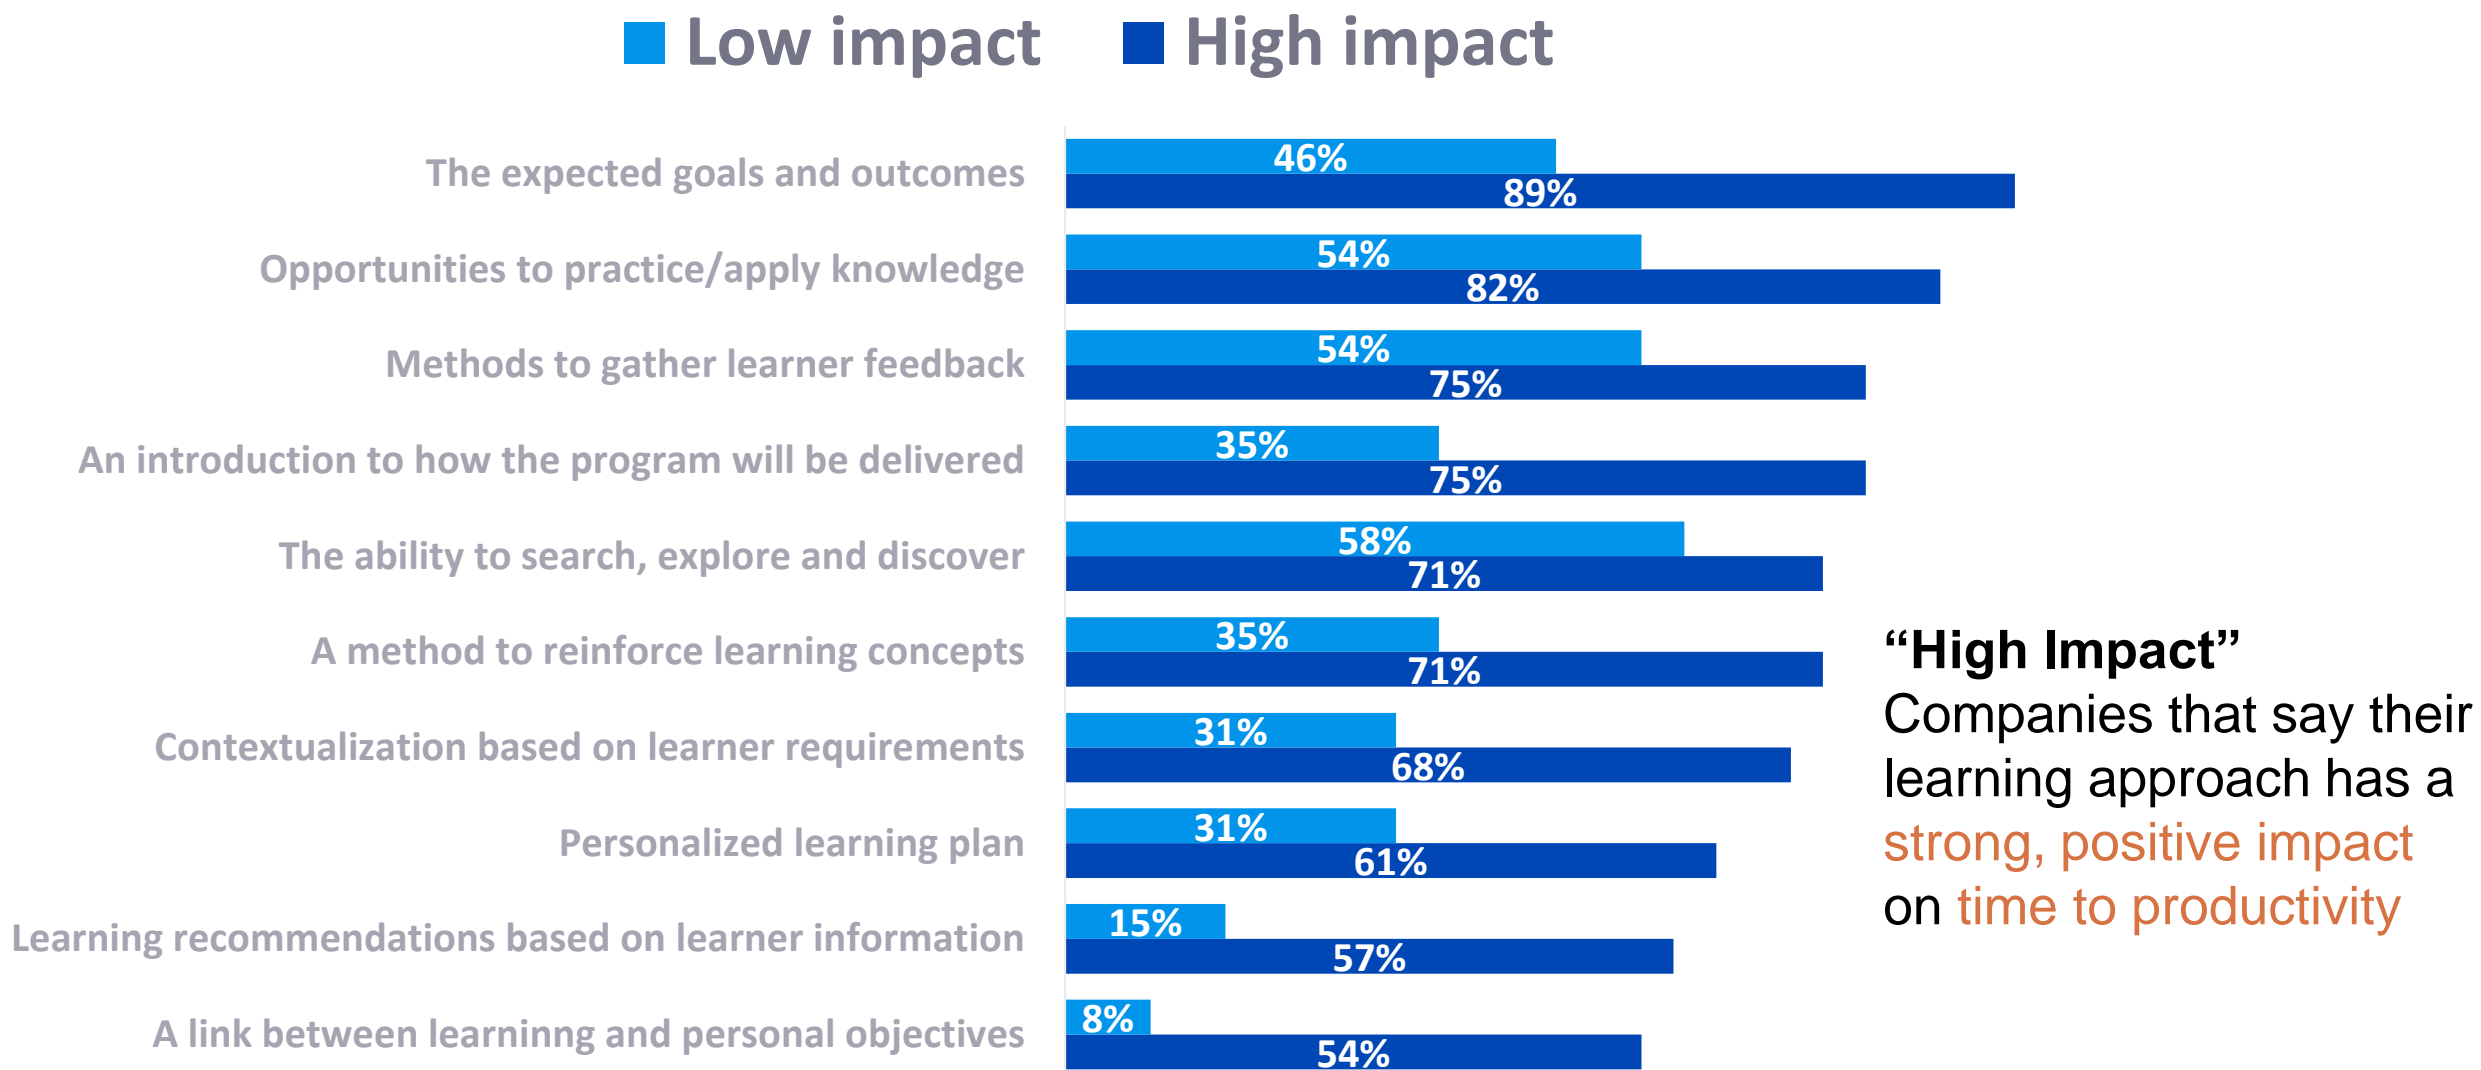 Low impact High impact
The expected goals and outcomes
46%
89%
Opportunities to practice/apply knowledge
54%
82%
Methods to gather learner feedback
54%
75%
An introduction to how the program will be delivered
35%
75%
The ability to search, explore and discover
58%
71%
A method to reinforce learning concepts
35%
71%
Contextualization based on learner requirements
31%
68%
Personalized learning plan
31%
61%
Learning recommendations based on learner information
15%
57%
A link between learninng and personal objectives
8%
54%
“High Impact”
Companies that say their
learning approach has a
strong, positive impact
on time to productivity